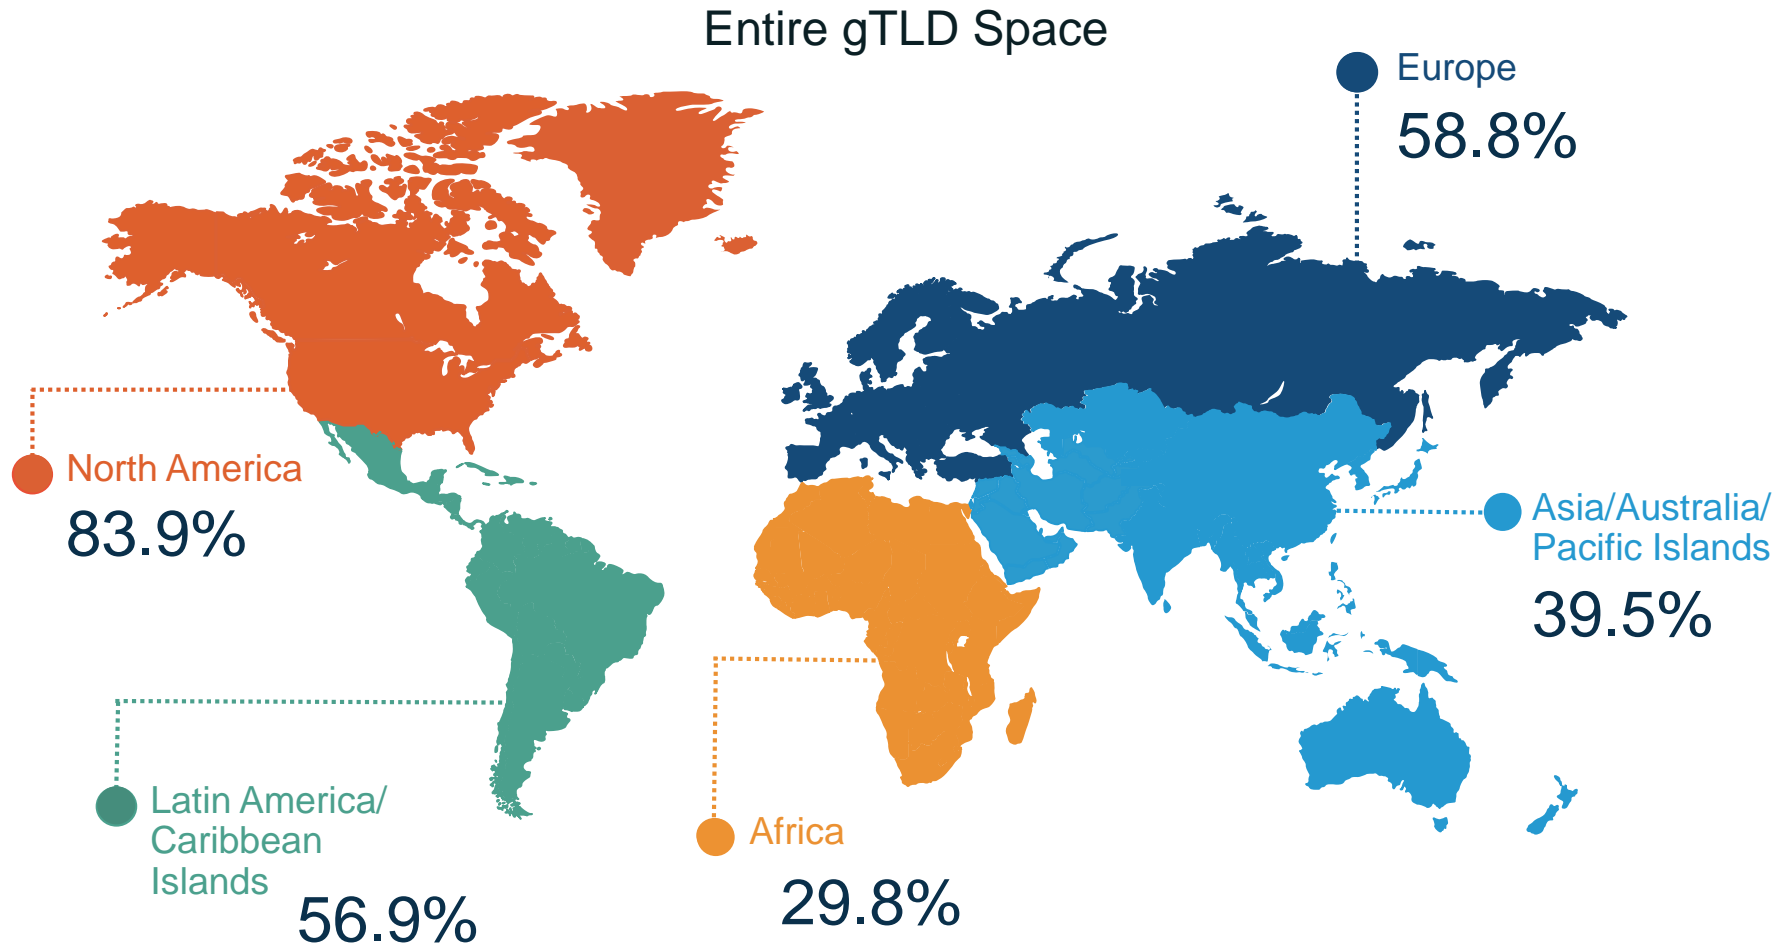 Entire gTLD Space
Europe
58.8%
North America
83.9%
Asia/Australia/
Pacific Islands
39.5%
Latin America/
Caribbean
Islands
56.9%
Africa
29.8%